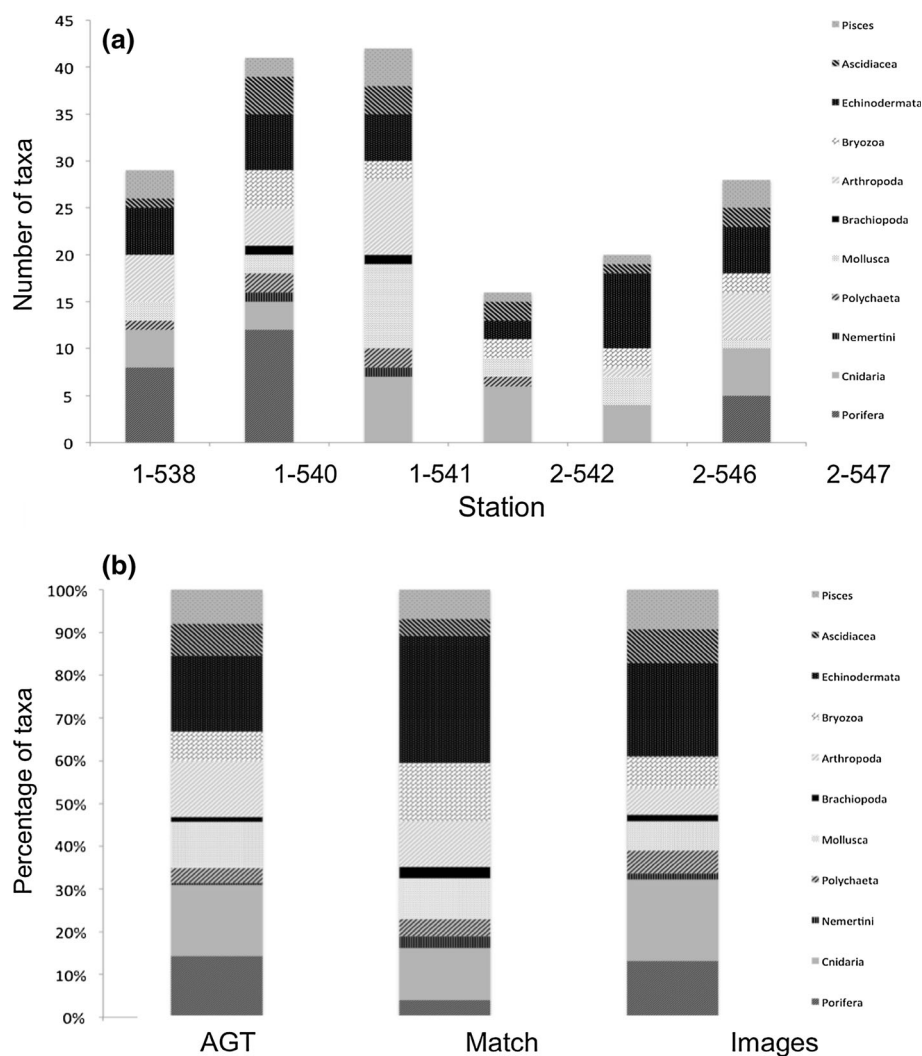 (a)
45
40
35
30
25
20
15
10
5
0
Number of taxa
Pisces
Ascidiacea
Echinodermata
Bryozoa
Arthropoda
Brachiopoda
Mollusca
Polychaeta
Nemertini
Cnidaria
Porifera
1-538 1-540 1-541 2-542 2-546 2-547
Station
(b)
100%
90%
80%
70%
60%
50%
40%
30%
20%
10%
0%
Percentage of taxa
Pisces
Ascidiacea
Echinodermata
Bryozoa
Arthropoda
Brachiopoda
Mollusca
Polychaeta
Nemertini
Cnidaria
Porifera
AGT Match Images